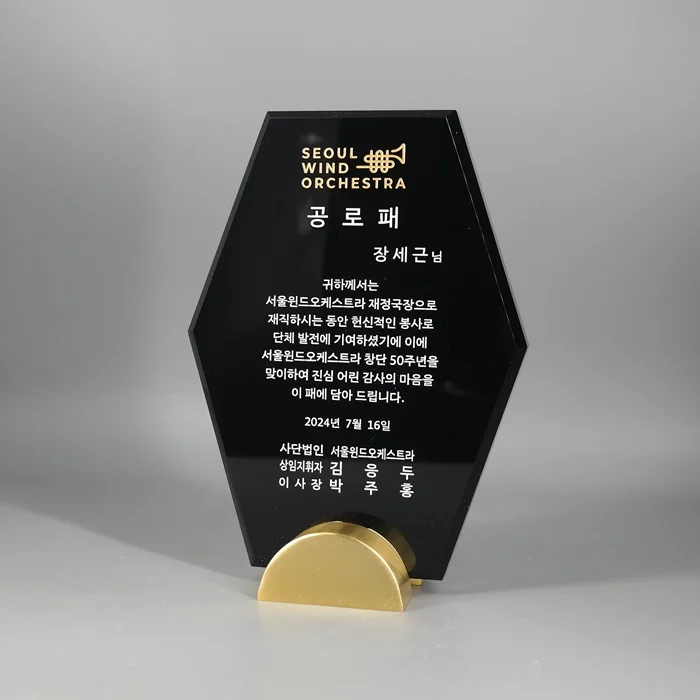 SEOUL
WIND
ORCHESTRA
공 로 패
장 세 근 님
귀하께서는
서울윈드오케스트라 재정국장으로
재직하시는 동안 헌신적인 봉사로
단체 발전에 기여하셨기에 이에
서울윈드오케스트라 창단 50주년을
맞이하여 진심 어린 감사의 마음을
이 패에 담아 드립니다.
2024년 7월 16일
사단법인 서울윈드오케스트라
상임지휘자 김 응 두
이 사 장 박 주 홍